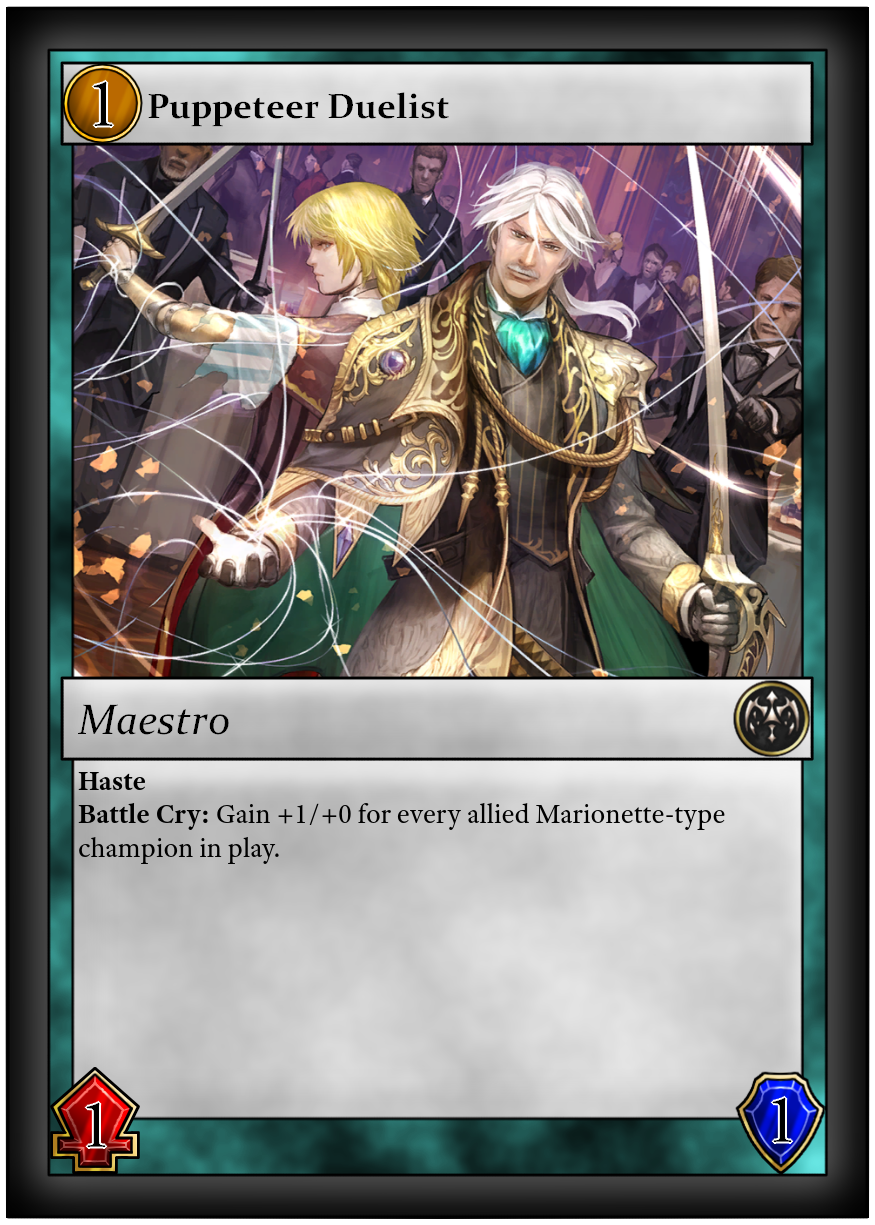 1 Puppeteer Duelist
Maestro
Haste
Battle Cry: Gain +1/+0 for every allied Marionette-type
champion in play.
1 1